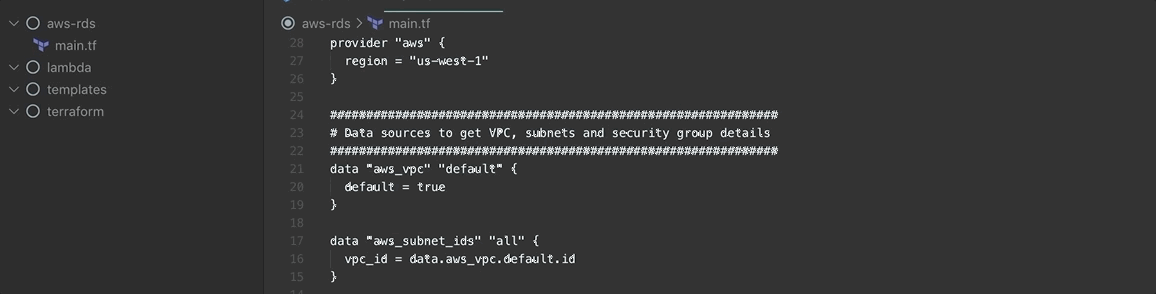 aws-rds
main.tf
lambda
templates
terraform
aws-rds > main.tf
28 provider "aws" {
27 region = "us-west-1"
26 }
25
24 ##############################################################
23 # Data sources to get VPC, subnets and security group details
22 ##############################################################
21 data "aws_vpc" "default" {
20 default = true
19 }
18
17 data "aws_subnet_ids" "all" {
16 vpc_id = data.aws_vpc.default.id
15 }